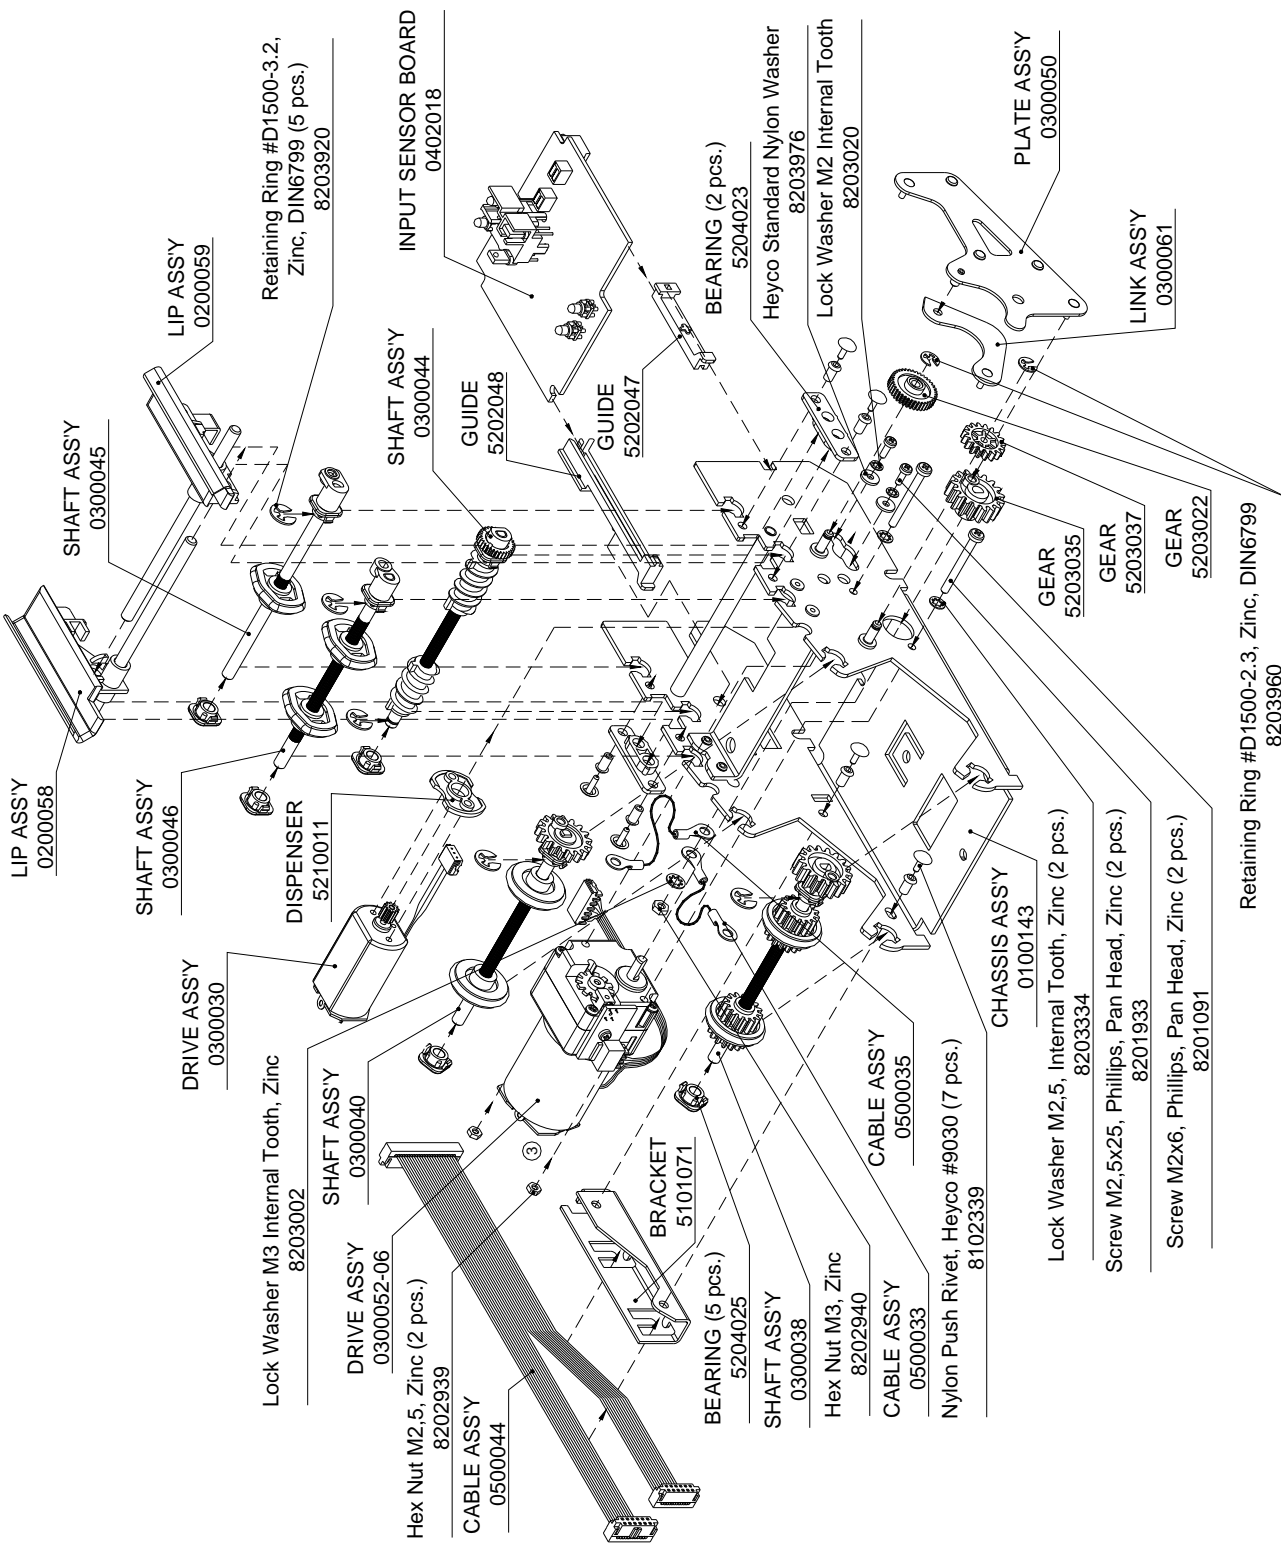 LIP ASS'Y
0200058
SHAFT ASS'Y
0300046
DISPENSER
5210011
DRIVE ASS'Y
0300030
Lock Washer M3 Internal Tooth, Zinc
8203002
SHAFT ASS'Y
0300040
DRIVE ASS'Y
0300052-06
Hex Nut M2,5, Zinc (2 pcs.)
8202939
CABLE ASS'Y
0500044
SHAFT ASS'Y
0300045
LIP ASS'Y
0200059
Retaining Ring #D1500-3.2,
Zinc, DIN6799 (5 pcs.)
8203920
SHAFT ASS'Y
0300044
INPUT SENSOR BOARD
0402018
GUIDE
5202048
GUIDE
5202047
BEARING (2 pcs.)
5204023
Heyco Standard Nylon Washer
8203976
Lock Washer M2 Internal Tooth
8203020
PLATE ASS'Y
0300050
LINK ASS'Y
0300061
GEAR
5203035
GEAR
5203037
GEAR
5203022
Retaining Ring #D1500-2.3, Zinc, DIN6799
8203960
3
BRACKET
5101071
BEARING (5 pcs.)
5204025
SHAFT ASS'Y
0300038
Hex Nut M3, Zinc
8202940
CABLE ASS'Y
0500033
CABLE ASS'Y
0500035
Nylon Push Rivet, Heyco #9030 (7 pcs.)
8102339
CHASSIS ASS'Y
0100143
Lock Washer M2,5, Internal Tooth, Zinc (2 pcs.)
8203334
Screw M2,5x25, Phillips, Pan Head, Zinc (2 pcs.)
8201933
Screw M2x6, Phillips, Pan Head, Zinc (2 pcs.)
8201091